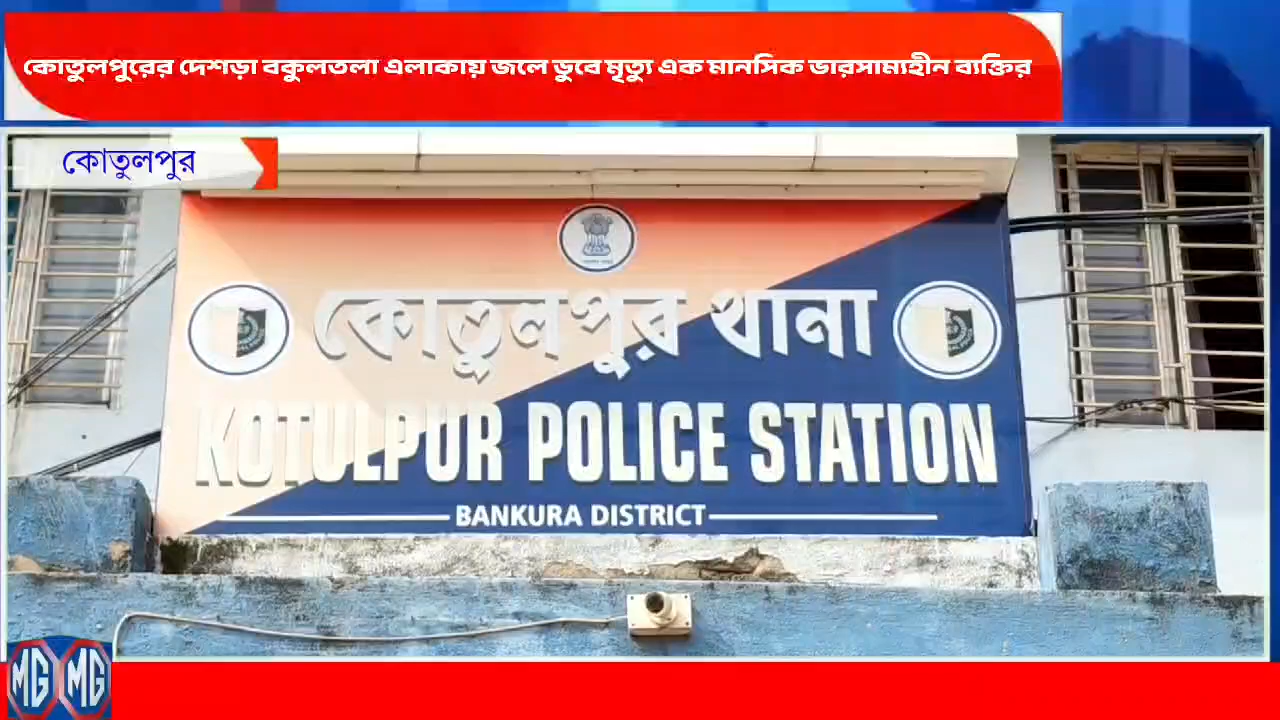 কোতুলপুরের দেশড়া বকুলতলা এলাকায় জলে ডুবে মৃত্যু এক মানসিক ভারসাম্যহীন ব্যক্তির
কোতুলপুর
কোতুলপুর থানা
KOTULPUR POLICE STATION
BANKURA DISTRICT
MG MG